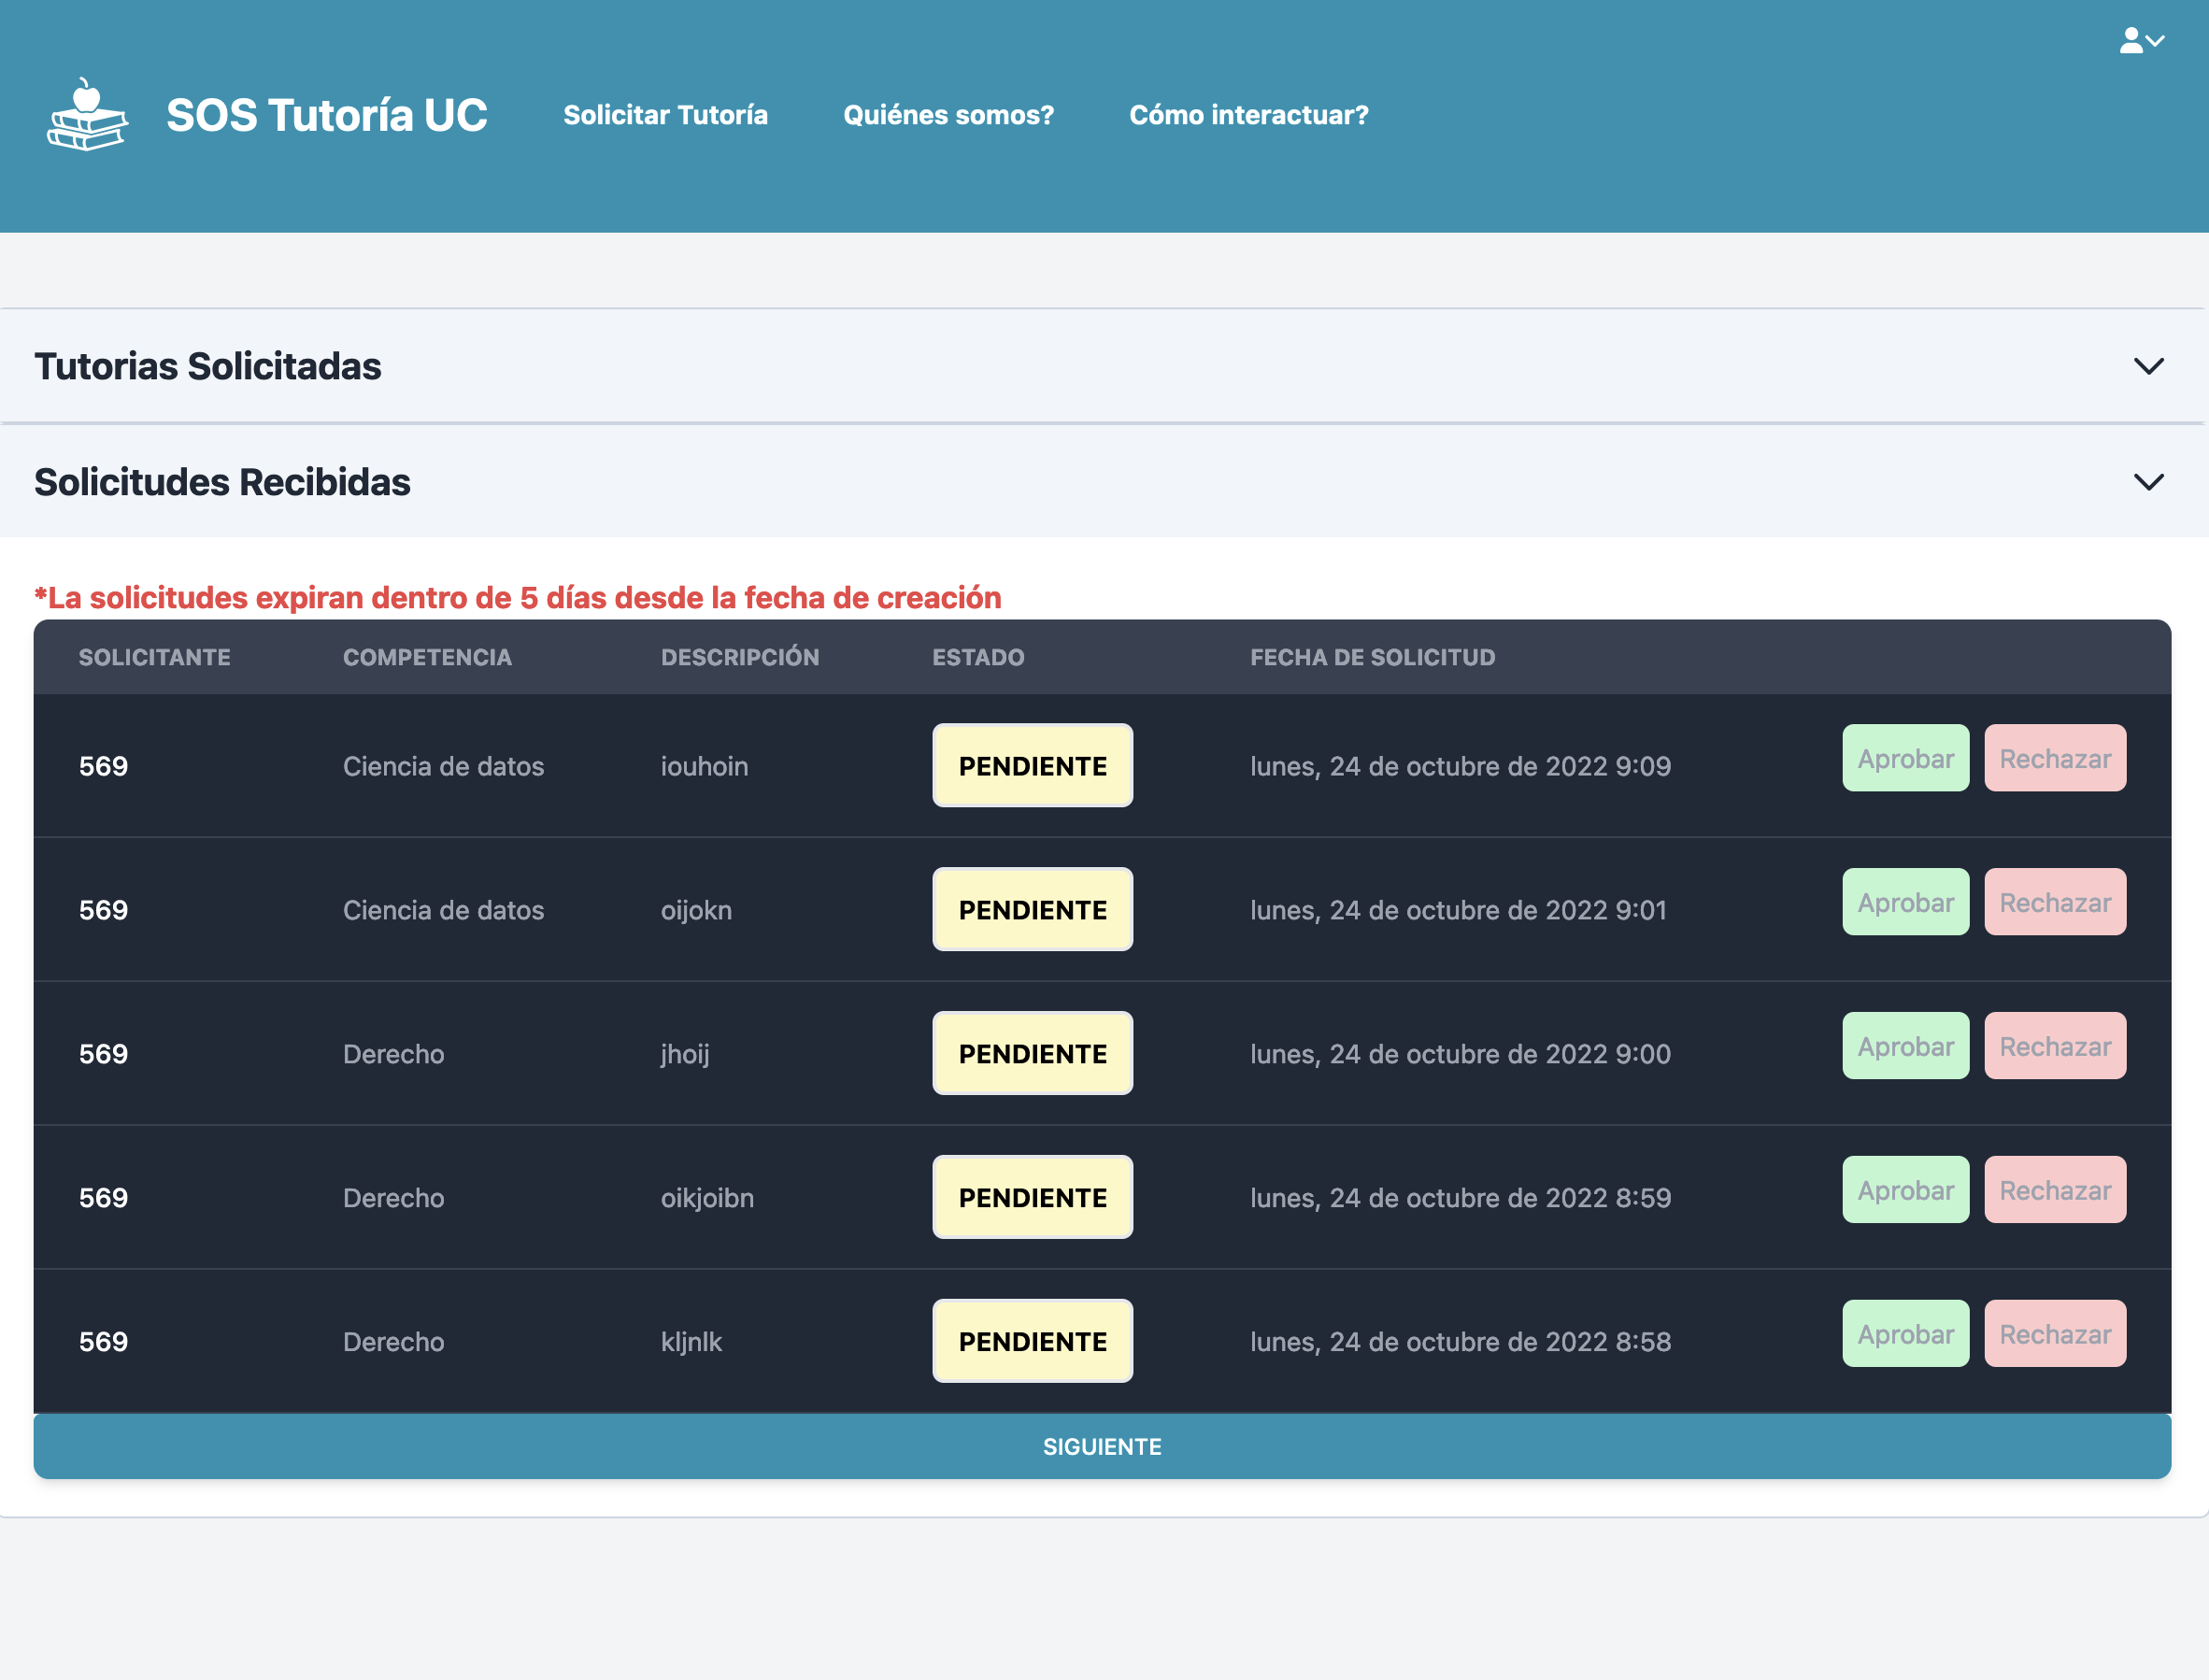 SOS Tutoría UC Solicitar Tutoría Quiénes somos? Cómo interactuar?
Tutorias Solicitadas
Solicitudes Recibidas
*La solicitudes expiran dentro de 5 días desde la fecha de creación
SOLICITANTE COMPETENCIA DESCRIPCIÓN ESTADO FECHA DE SOLICITUD
569 Ciencia de datos iouhoin PENDIENTE lunes, 24 de octubre de 2022 9:09 Aprobar Rechazar
569 Ciencia de datos oijokn PENDIENTE lunes, 24 de octubre de 2022 9:01 Aprobar Rechazar
569 Derecho jhoij PENDIENTE lunes, 24 de octubre de 2022 9:00 Aprobar Rechazar
569 Derecho oikjoibn PENDIENTE lunes, 24 de octubre de 2022 8:59 Aprobar Rechazar
569 Derecho kljnlk PENDIENTE lunes, 24 de octubre de 2022 8:58 Aprobar Rechazar
SIGUIENTE